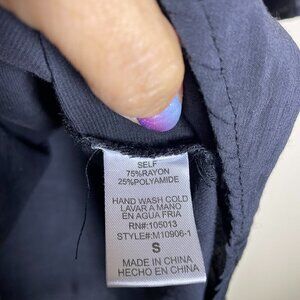 SELF
75%RAYON
25%POLYAMIDE
HAND WASH COLD
LAVAR A MANO
EN AGUA FRIA
RN#:105013
STYLE#:M10906-1
S
MADE IN CHINA
HECHO EN CHINA